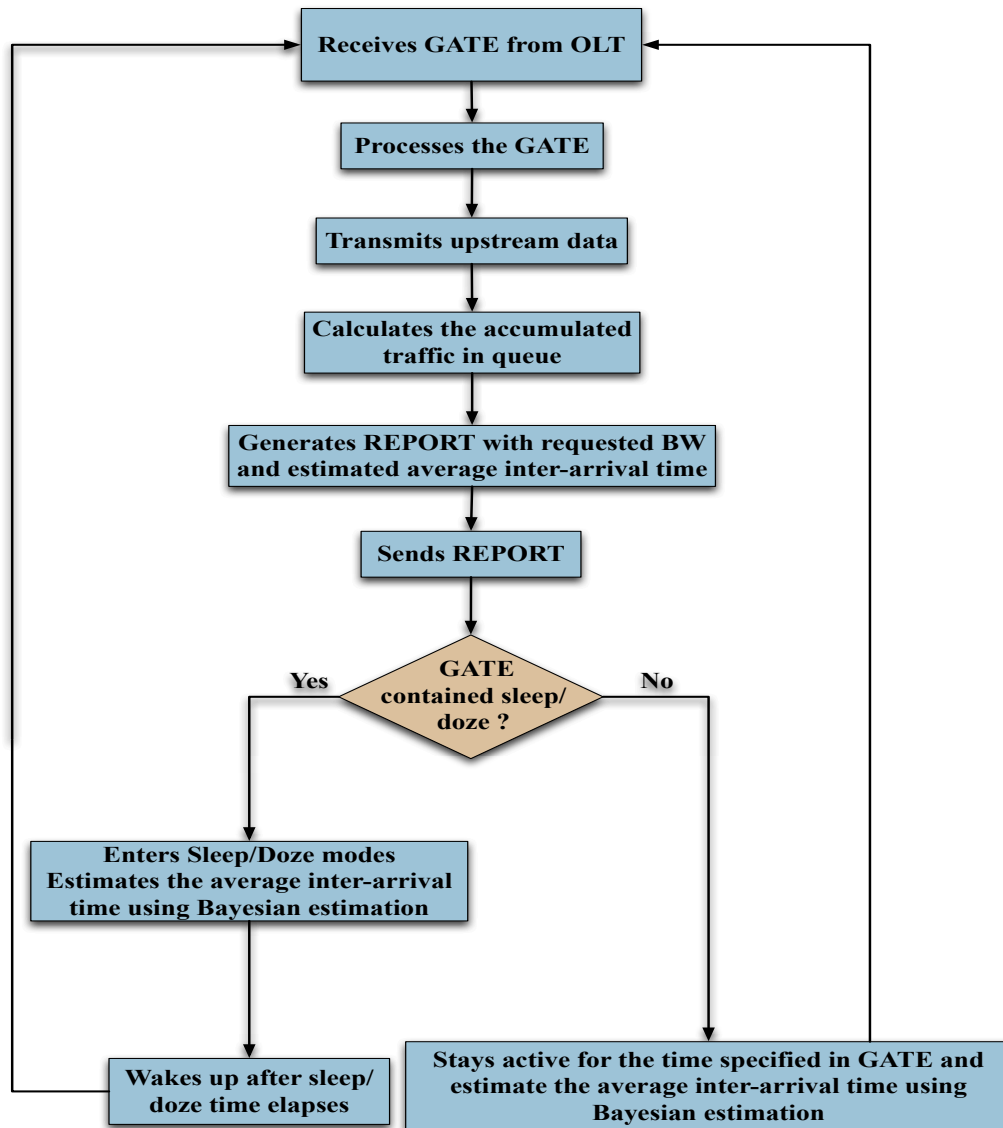 Receives GATE from OLT
Processes the GATE
Transmits upstream data
Calculates the accumulated
traffic in queue
Generates REPORT with requested BW
and estimated average inter-arrival time
Sends REPORT
GATE
contained sleep/
doze ?
Yes
No
Enters Sleep/Doze modes
Estimates the average inter-arrival
time using Bayesian estimation
Wakes up after sleep/
doze time elapses
Stays active for the time specified in GATE and
estimate the average inter-arrival time using
Bayesian estimation